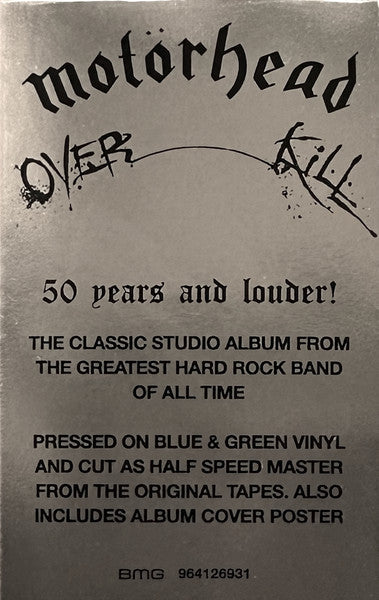 motörhead
OVER KILL
50 years and louder!
THE CLASSIC STUDIO ALBUM FROM
THE GREATEST HARD ROCK BAND
OF ALL TIME
PRESSED ON BLUE & GREEN VINYL
AND CUT AS HALF SPEED MASTER
FROM THE ORIGINAL TAPES. ALSO
INCLUDES ALBUM COVER POSTER
BMG 964126931